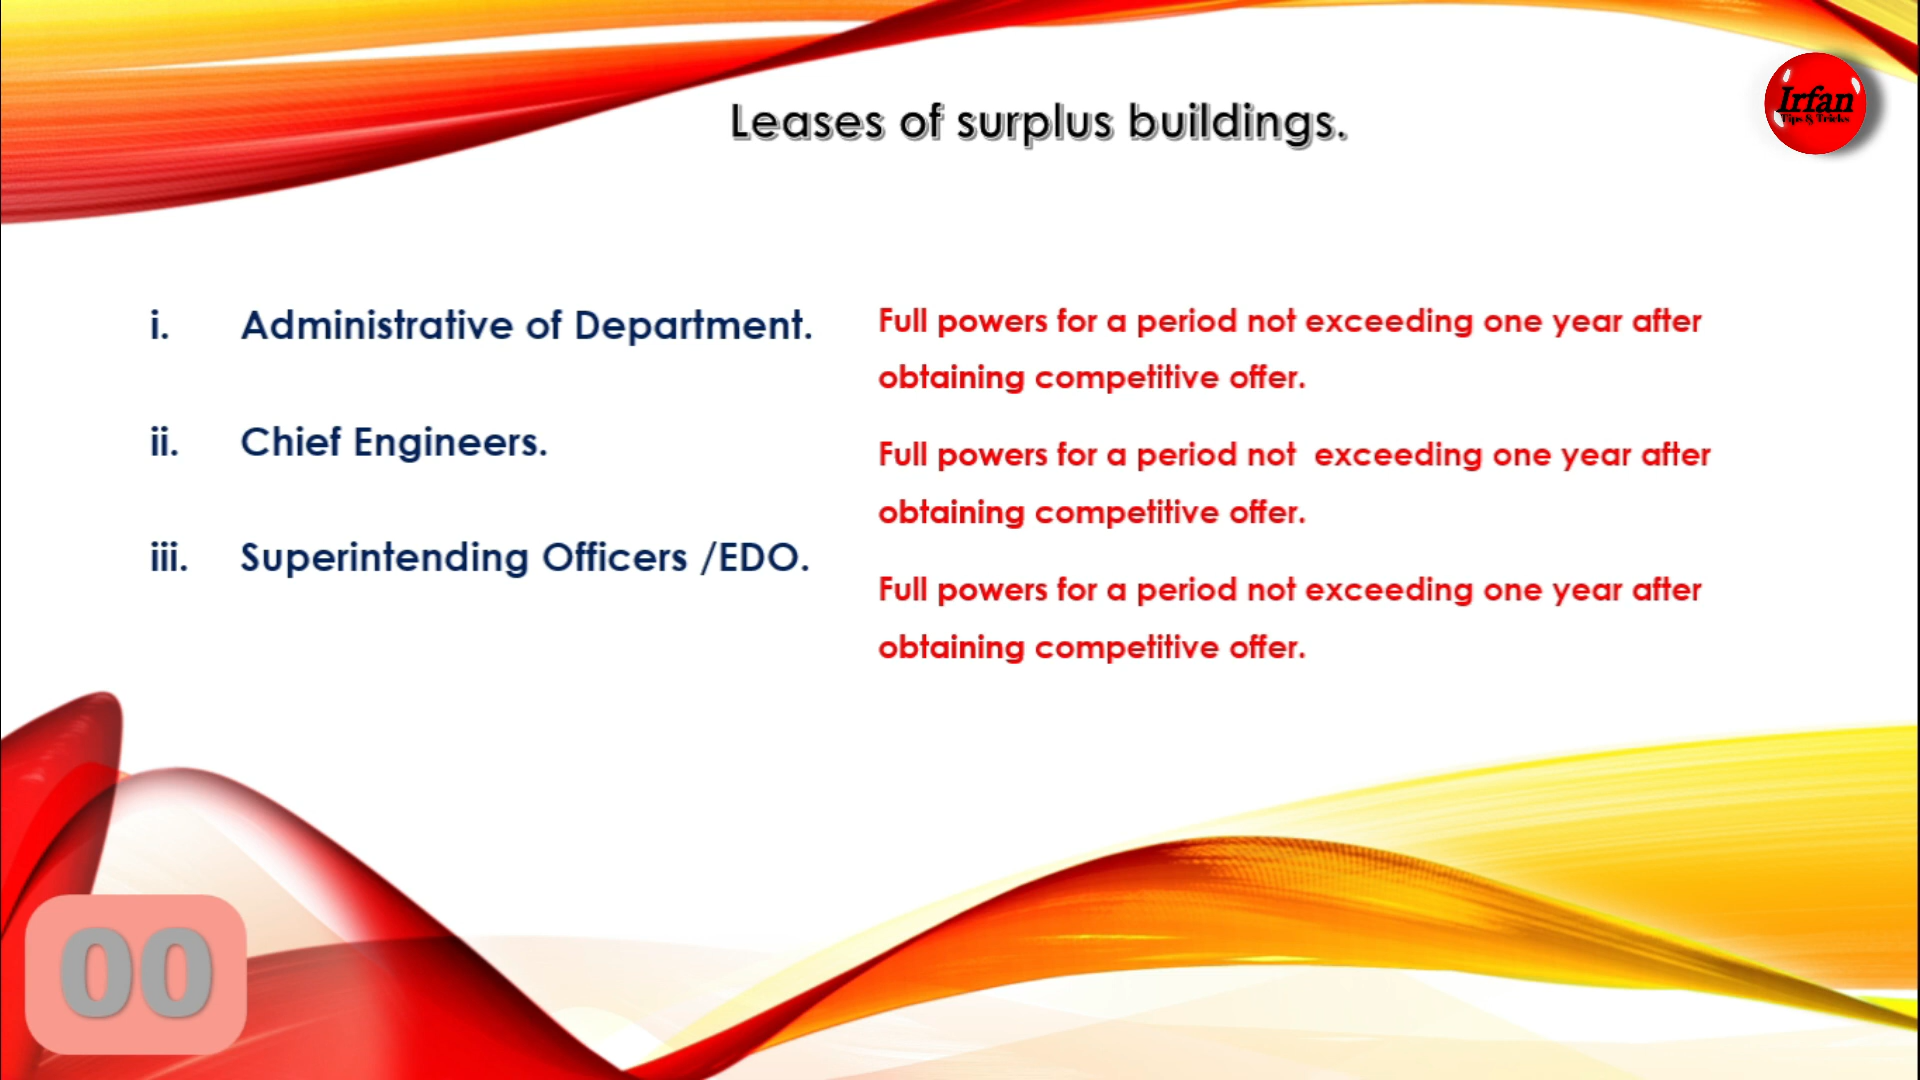 Leases of surplus buildings.
Irfan
Tips & Tricks
i. Administrative of Department.
Full powers for a period not exceeding one year after
obtaining competitive offer.
ii. Chief Engineers.
Full powers for a period not exceeding one year after
obtaining competitive offer.
iii. Superintending Officers /EDO.
Full powers for a period not exceeding one year after
obtaining competitive offer.
00